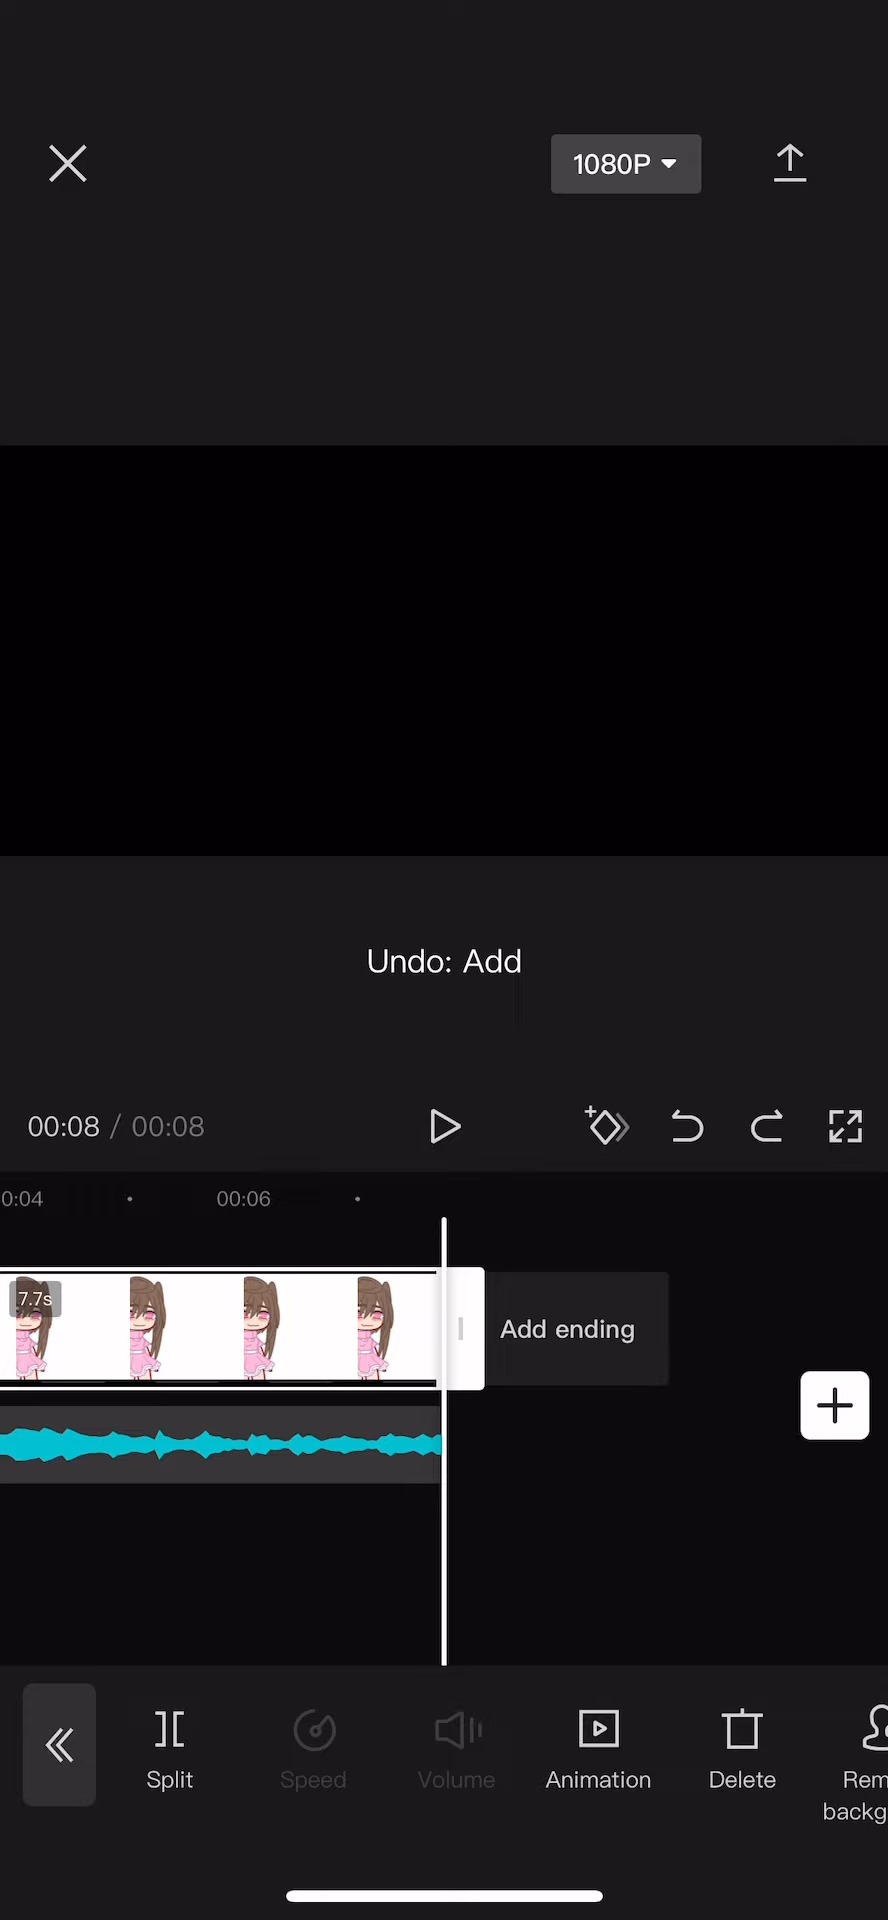 1080P
Undo: Add
00:08 / 00:08
0:04
00:06
7.7s
Add ending
Split
Speed
Volume
Animation
Delete
Rem
backg